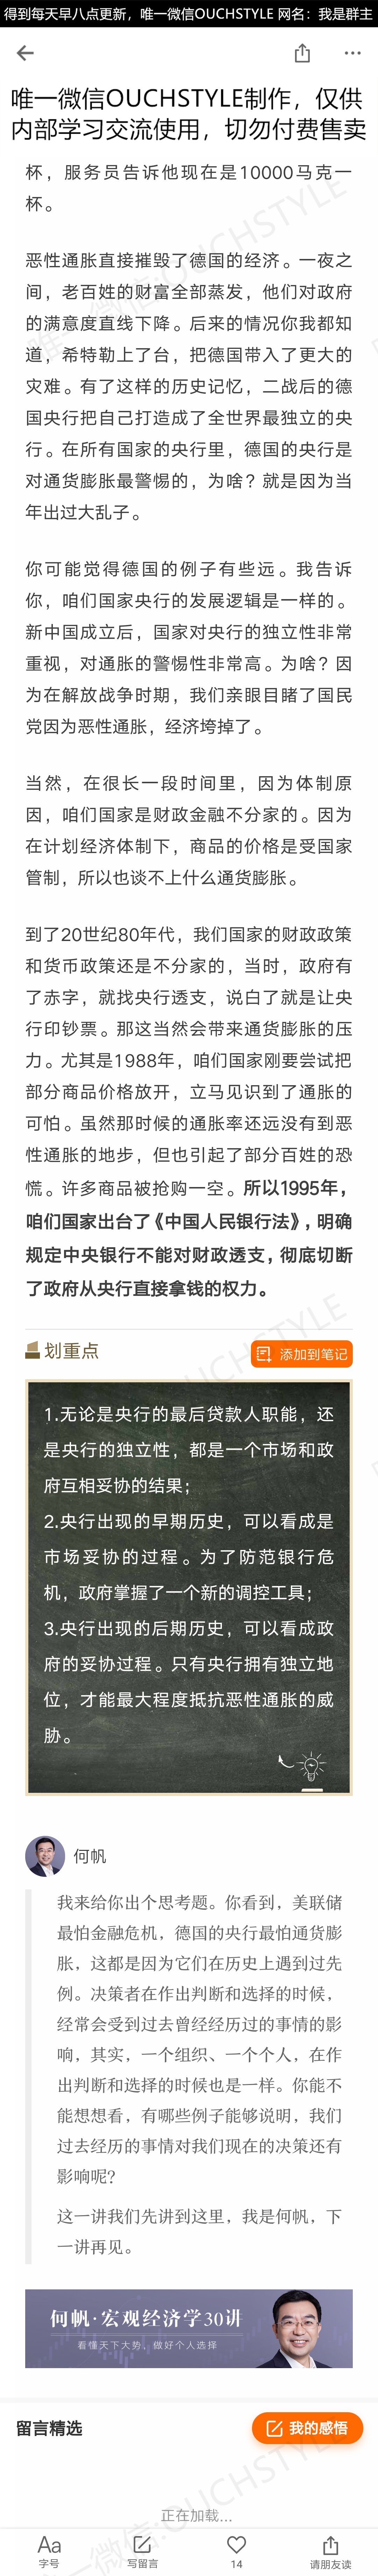 得到每天早八点更新，唯一微信OUCHSTYLE 网名：我是群主
唯一微信OUCHSTYLE制作，仅供
内部学习交流使用，切勿付费售卖
杯，服务员告诉他现在是10000马克一
杯。
恶性通胀直接摧毁了德国的经济。一夜之
间，老百姓的财富全部蒸发，他们对政府
的满意度直线下降。后来的情况你我都知
道，希特勒上了台，把德国带入了更大的
灾难。有了这样的历史记忆，二战后的德
国央行把自己打造成了全世界最独立的央
行。在所有国家的央行里，德国的央行是
对通货膨胀最警惕的，为啥？就是因为当
年出过大乱子。
你可能觉得德国的例子有些远。我告诉
你，咱们国家央行的发展逻辑是一样的。
新中国成立后，国家对央行的独立性非常
重视，对通胀的警惕性非常高。为啥？因
为在解放战争时期，我们亲眼目睹了国民
党因为恶性通胀，经济垮掉了。
当然，在很长一段时间里，因为体制原
因，咱们国家是财政金融不分家的。因为
在计划经济体制下，商品的价格是受国家
管制，所以也谈不上什么通货膨胀。
到了20世纪80年代，我们国家的财政政策
和货币政策还是不分家的，当时，政府有
了赤字，就找央行透支，说白了就是让央
行印钞票。那这当然会带来通货膨胀的压
力。尤其是1988年，咱们国家刚要尝试把
部分商品价格放开，立马见识到了通胀的
可怕。虽然那时候的通胀率还远没有到恶
性通胀的地步，但也引起了部分百姓的恐
慌。许多商品被抢购一空。所以1995年，
咱们国家出台了《中国人民银行法》，明确
规定中央银行不能对财政透支，彻底切断
了政府从央行直接拿钱的权力。
划重点
添加到笔记
1.无论是央行的最后贷款人职能，还
是央行的独立性，都是一个市场和政
府互相妥协的结果；
2.央行出现的早期历史，可以看成是
市场妥协的过程。为了防范银行危
机，政府掌握了一个新的调控工具；
3.央行出现的后期历史，可以看成政
府的妥协过程。只有央行拥有独立地
位，才能最大程度抵抗恶性通胀的威
胁。
何帆
我来给你出个思考题。你看到，美联储
最怕金融危机，德国的央行最怕通货膨
胀，这都是因为它们在历史上遇到过先
例。决策者在作出判断和选择的时候，
经常会受到过去曾经经历过的事情的影
响，其实，一个组织、一个个人，在作
出判断和选择的时候也是一样。你能不
能想想看，有哪些例子能够说明，我们
过去经历的事情对我们现在的决策还有
影响呢？
这一讲我们先讲到这里，我是何帆，下
一讲再见。
何帆·宏观经济学30讲
看懂天下大势，做好个人选择
留言精选
我的感悟
正在加载...
唯一微信:OUCHSTYLE
Aa
字号
写留言
14
请朋友读